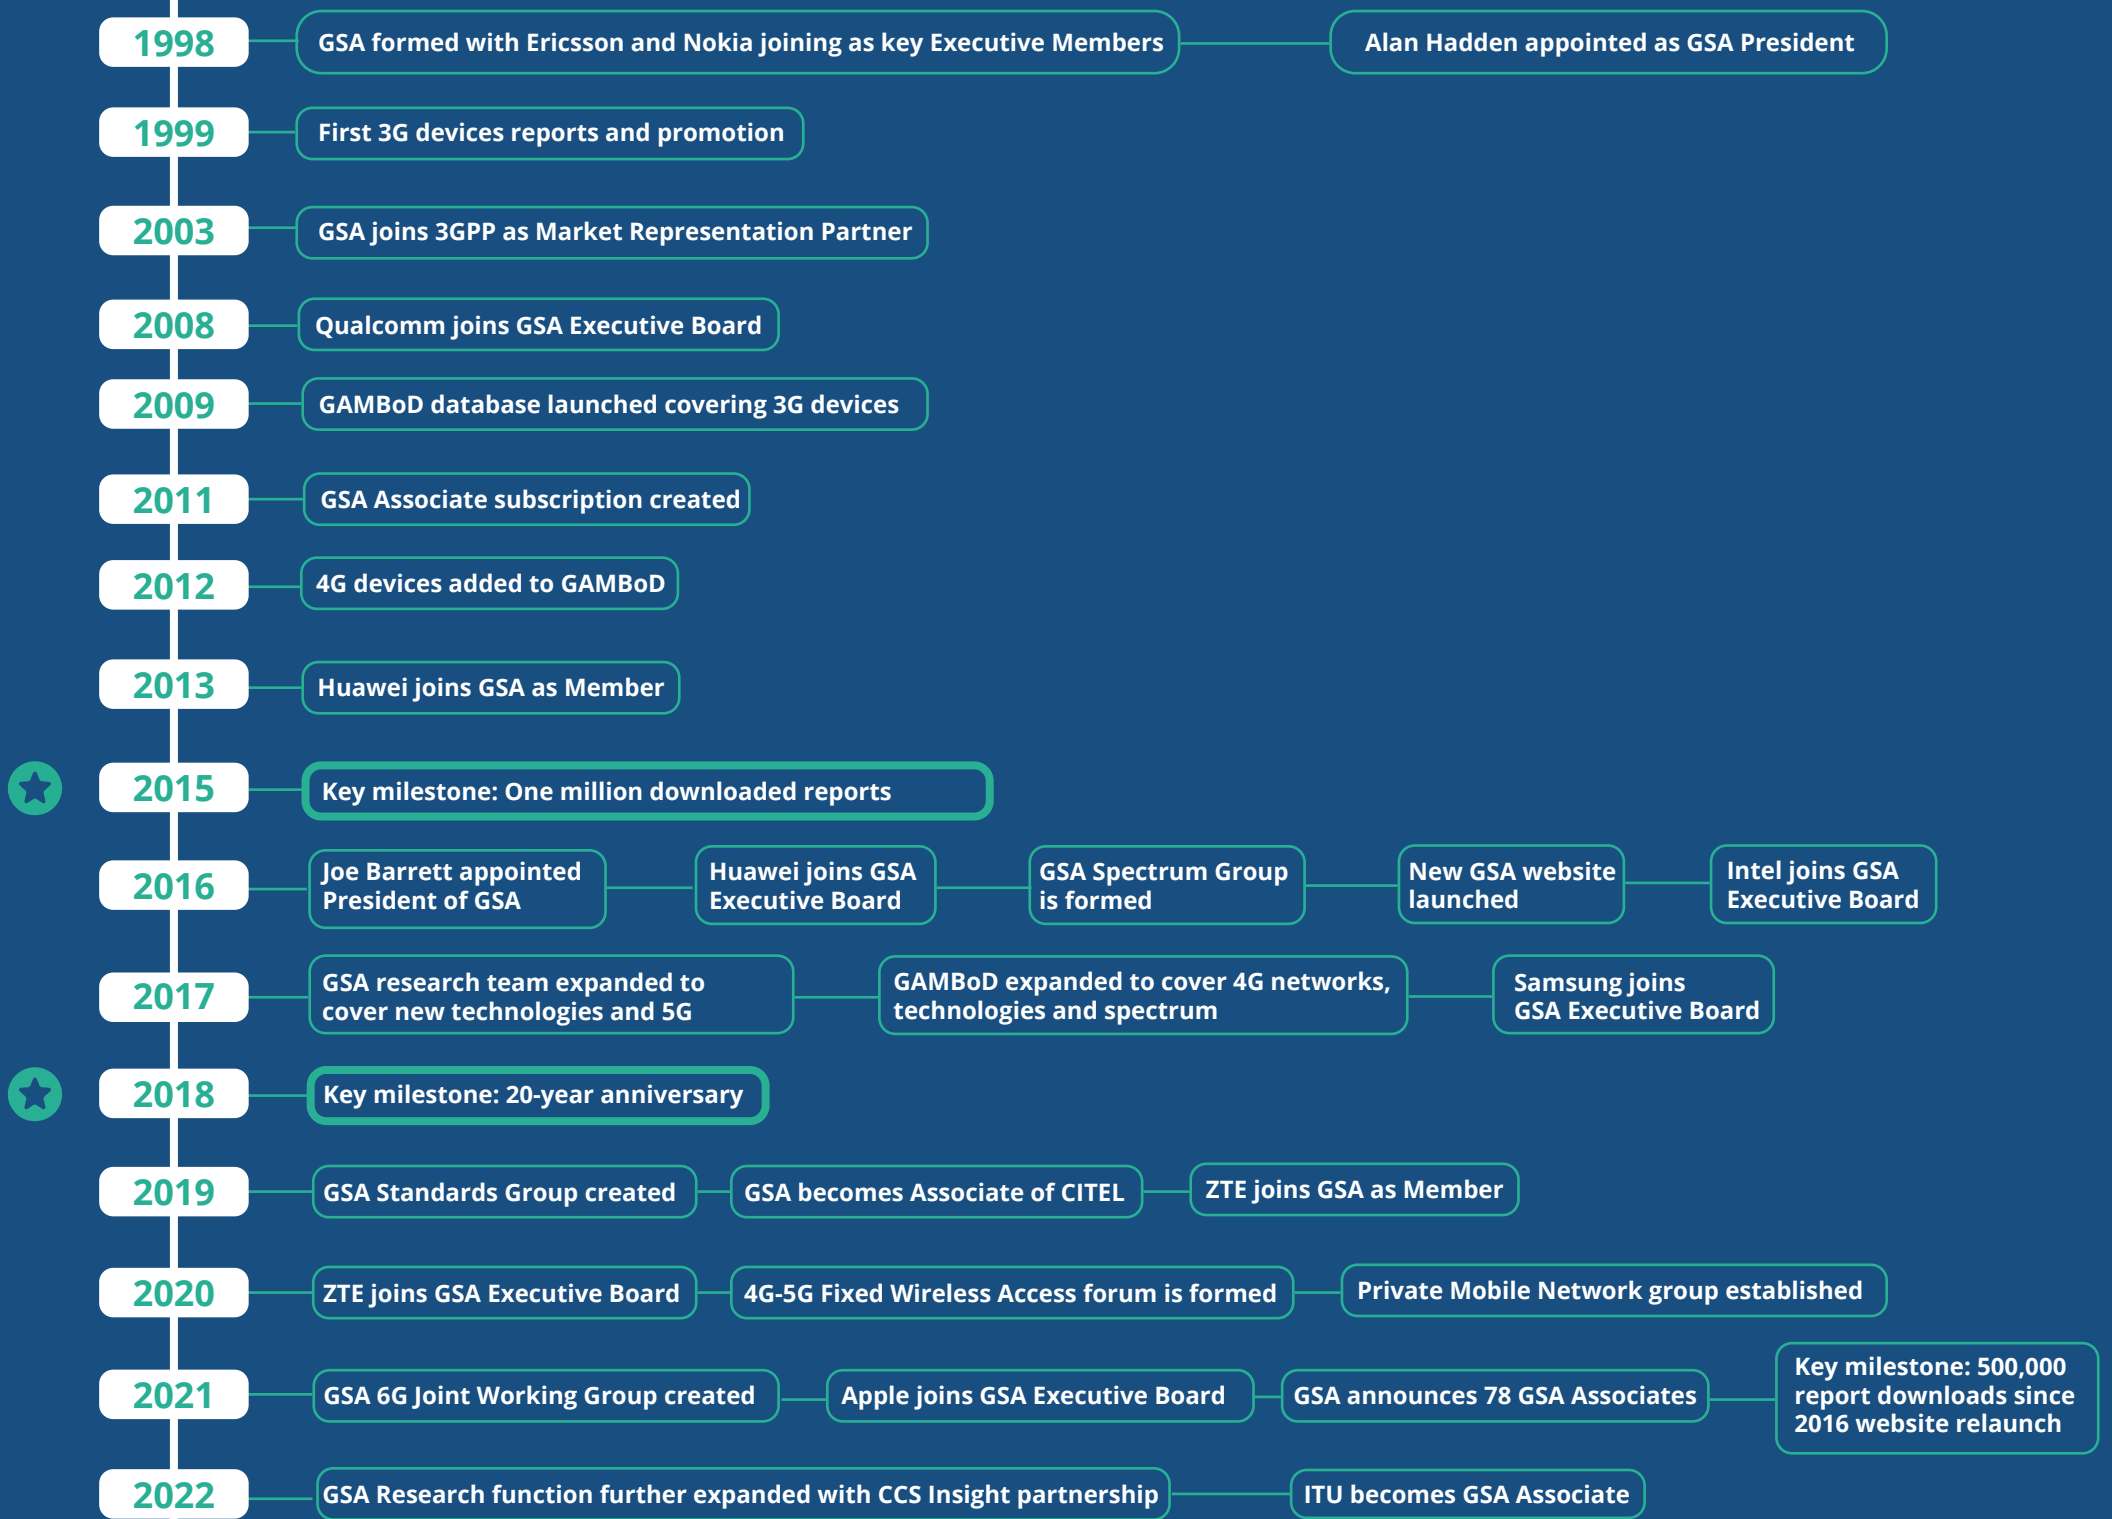 1998
GSA formed with Ericsson and Nokia joining as key Executive Members
Alan Hadden appointed as GSA President
1999
First 3G devices reports and promotion
2003
GSA joins 3GPP as Market Representation Partner
2008
Qualcomm joins GSA Executive Board
2009
GAMBoD database launched covering 3G devices
2011
GSA Associate subscription created
2012
4G devices added to GAMBoD
2013
Huawei joins GSA as Member
2015
Key milestone: One million downloaded reports
2016
Joe Barrett appointed
President of GSA
Huawei joins GSA
Executive Board
GSA Spectrum Group
is formed
New GSA website
launched
Intel joins GSA
Executive Board
2017
GSA research team expanded to
cover new technologies and 5G
GAMBoD expanded to cover 4G networks,
technologies and spectrum
Samsung joins
GSA Executive Board
2018
Key milestone: 20-year anniversary
2019
GSA Standards Group created
GSA becomes Associate of CITEL
ZTE joins GSA as Member
2020
ZTE joins GSA Executive Board
4G-5G Fixed Wireless Access forum is formed
Private Mobile Network group established
2021
GSA 6G Joint Working Group created
Apple joins GSA Executive Board
GSA announces 78 GSA Associates
Key milestone: 500,000
report downloads since
2016 website relaunch
2022
GSA Research function further expanded with CCS Insight partnership
ITU becomes GSA Associate